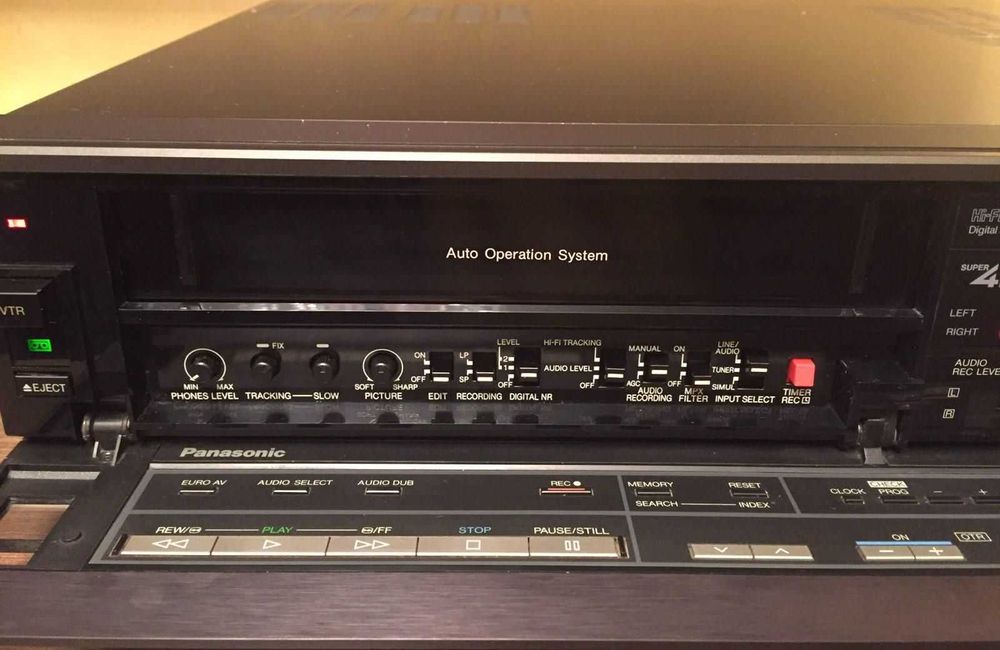 Auto Operation System
Hi-Fi
Digital
SUPER 4
LEFT
RIGHT
AUDIO
REC LEVEL
L
R
VTR
EJECT
MIN MAX
PHONES LEVEL
FIX
TRACKING SLOW
SOFT SHARP
PICTURE
ON
OFF
EDIT
LP
SP
RECORDING
LEVEL
2
1
OFF
DIGITAL NR
HI-FI TRACKING
AUDIO LEVEL
OFF
MANUAL
AGC
AUDIO
RECORDING
ON
OFF
MPX
FILTER
LINE/
AUDIO
TUNER
SIMUL
INPUT SELECT
TIMER
REC
Panasonic
EURO AV AUDIO SELECT AUDIO DUB REC
MEMORY RESET
SEARCH INDEX
CHECK
CLOCK PROG − +
REW PLAY FF STOP PAUSE/STILL
ON OTR
− +